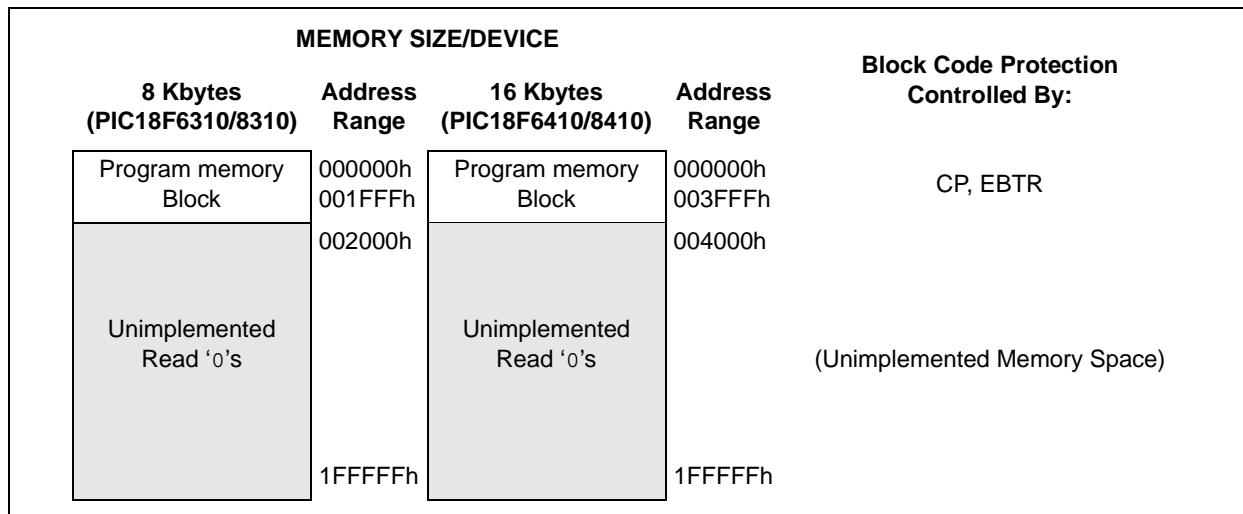 MEMORY SIZE/DEVICE
Block Code Protection
Controlled By:
8 Kbytes
(PIC18F6310/8310)
Address
Range
16 Kbytes
(PIC18F6410/8410)
Address
Range
Program memory
Block
000000h
001FFFh
Program memory
Block
000000h
003FFFh
CP, EBTR
002000h
004000h
Unimplemented
Read ‘0’s
Unimplemented
Read ‘0’s
(Unimplemented Memory Space)
1FFFFFh
1FFFFFh